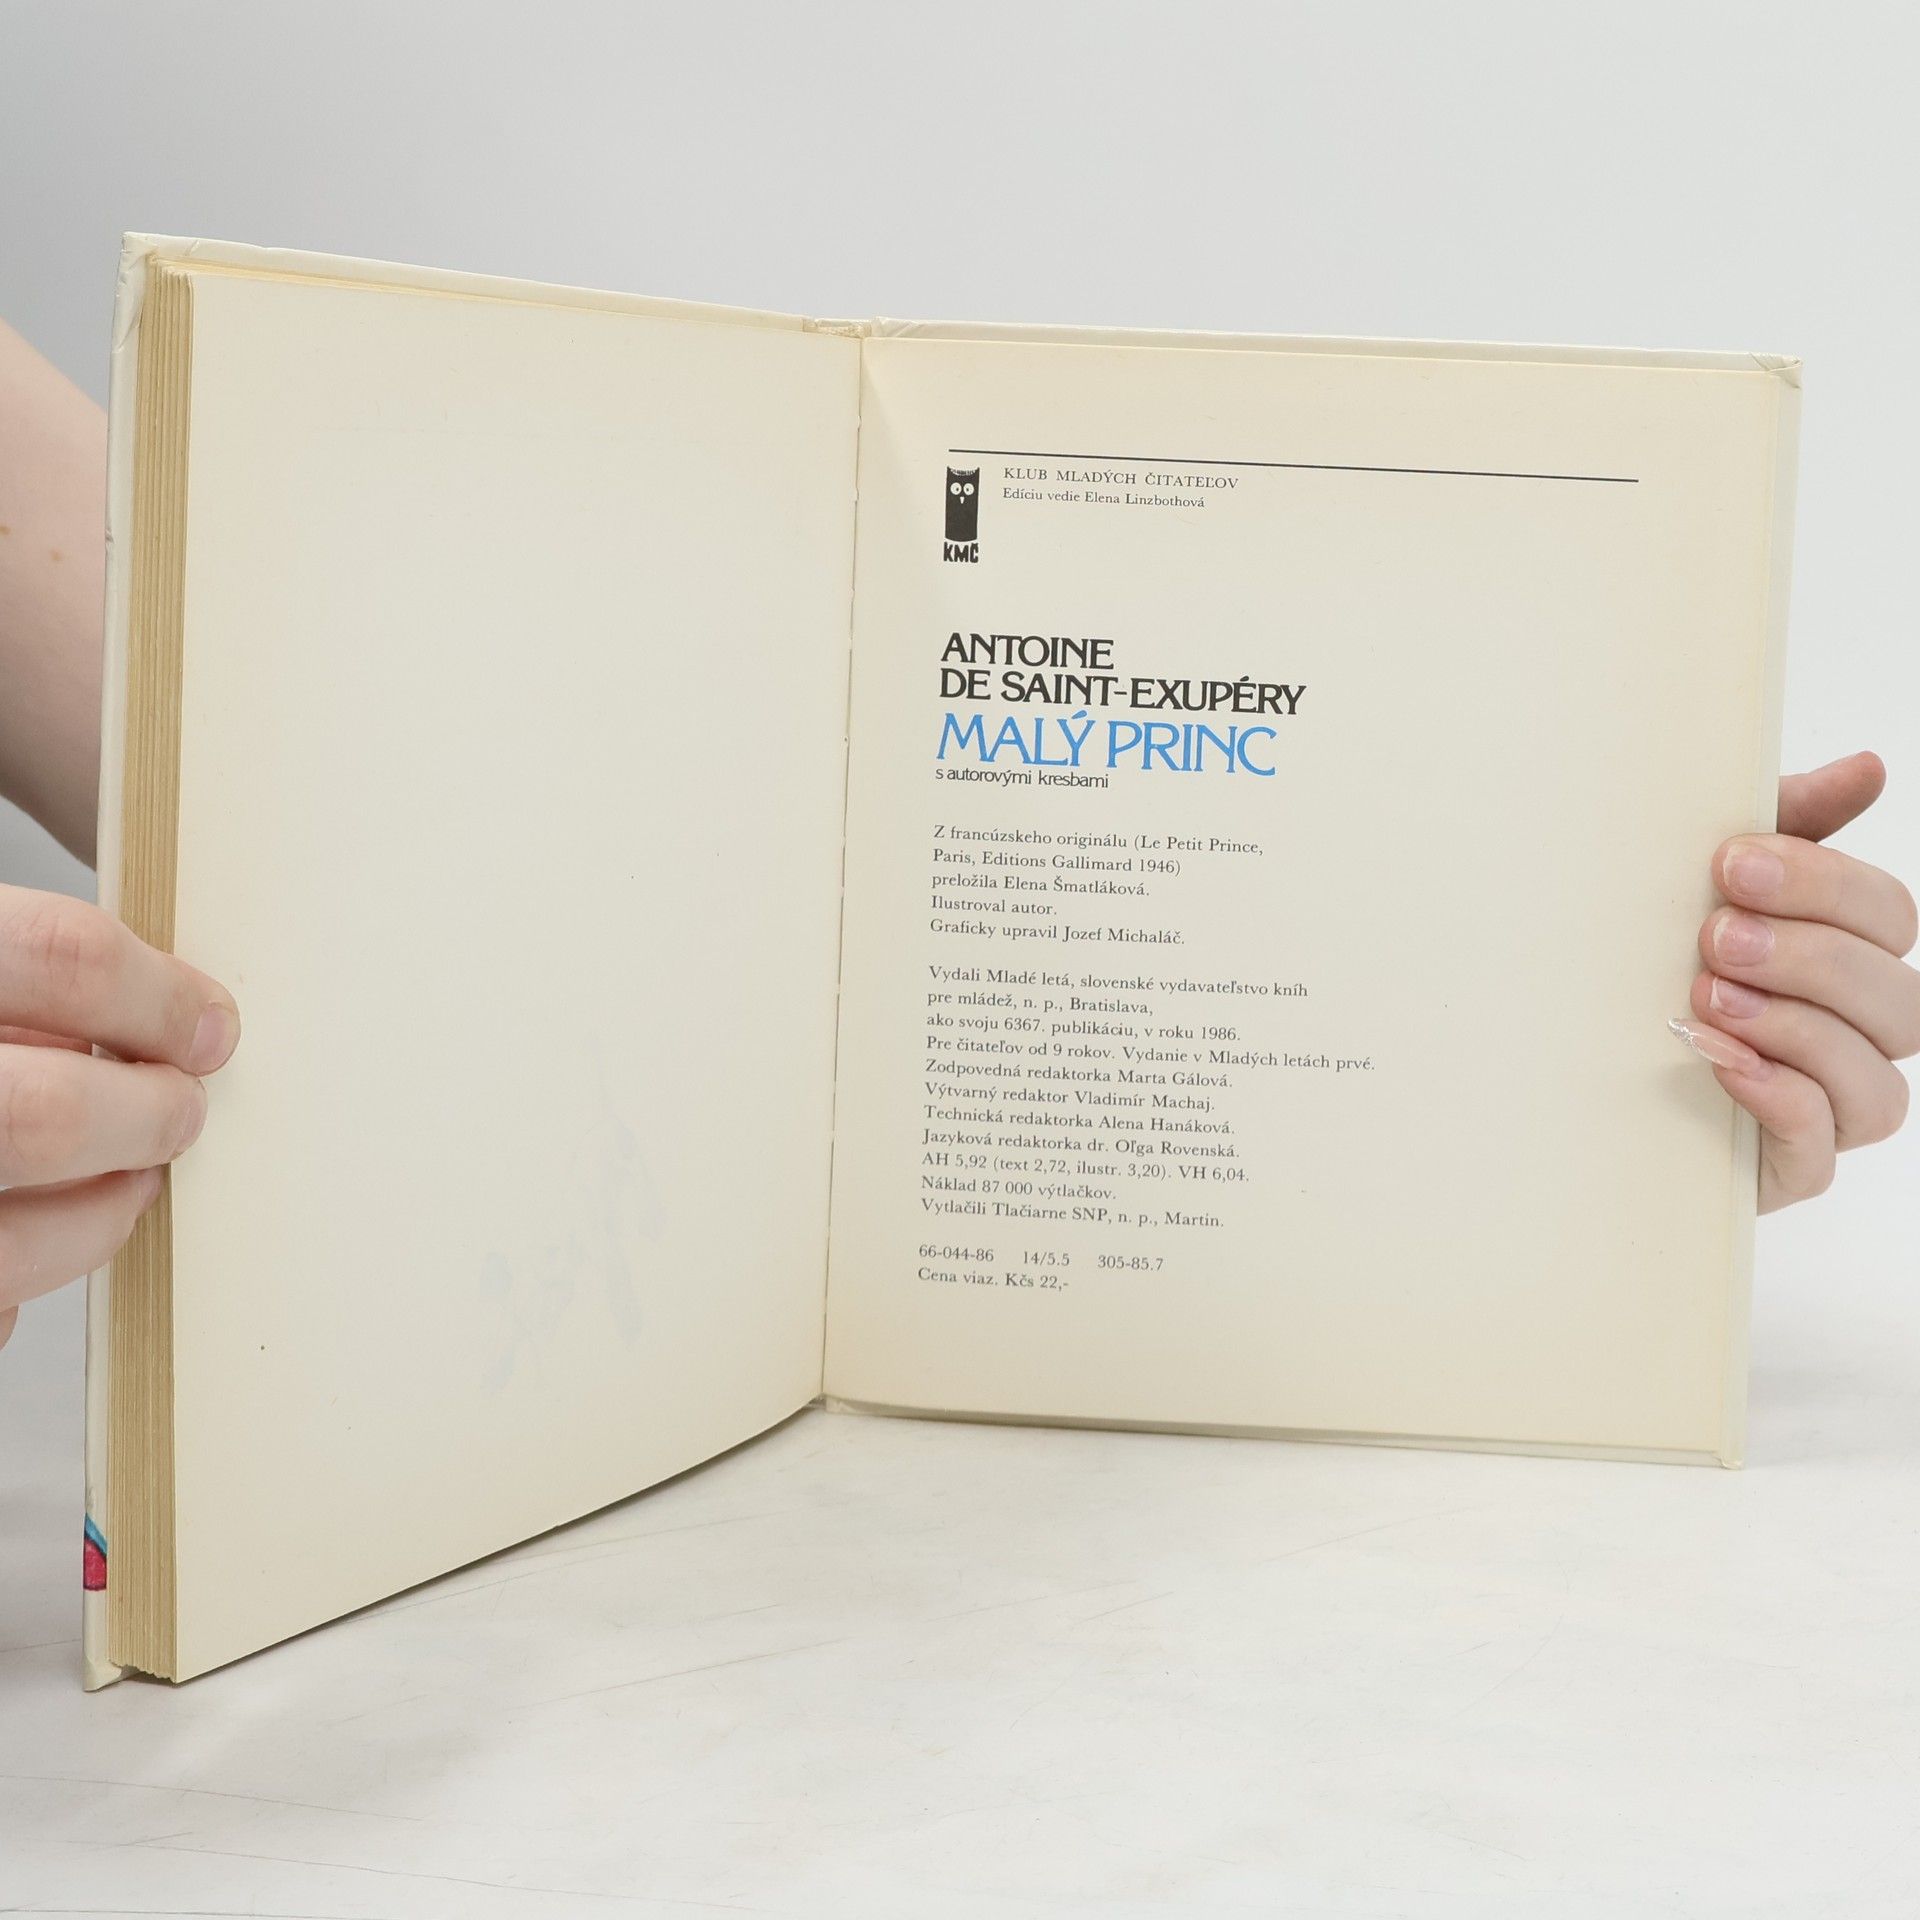 KLUB MLADÝCH ČITATEĽOV
Edíciu vedie Elena Linzbothová
KMČ
ANTOINE
DE SAINT-EXUPÉRY
MALÝ PRINC
s autorovými kresbami
Z francúzskeho originálu (Le Petit Prince,
Paris, Editions Gallimard 1946)
preložila Elena Šmatláková.
Ilustroval autor.
Graficky upravil Jozef Michaláč.
Vydali Mladé letá, slovenské vydavateľstvo kníh
pre mládež, n. p., Bratislava,
ako svoju 6367. publikáciu, v roku 1986.
Pre čitateľov od 9 rokov. Vydanie v Mladých letách prvé.
Zodpovedná redaktorka Marta Gálová.
Výtvarný redaktor Vladimír Machaj.
Technická redaktorka Alena Hanáková.
Jazyková redaktorka dr. Oľga Rovenská.
AH 5,92 (text 2,72, ilustr. 3,20). VH 6,04.
Náklad 87 000 výtlačkov.
Vytlačili Tlačiarne SNP, n. p., Martin.
66-044-86 14/5.5 305-85.7
Cena viaz. Kčs 22,-